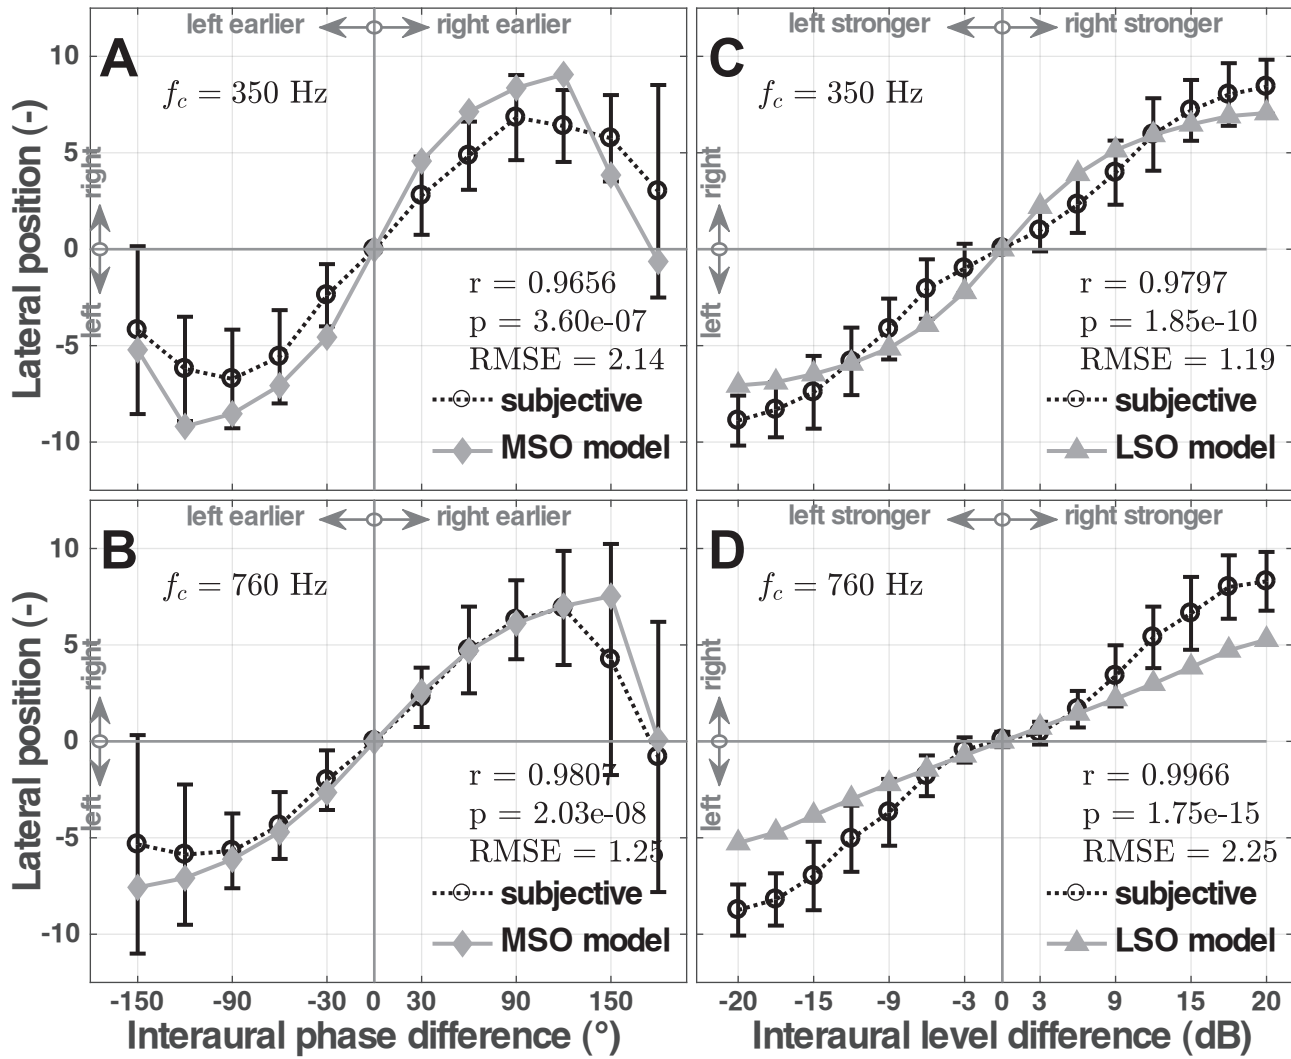 left earlier right earlier
A
f_c = 350 Hz
10
5
0
-5
-10
Lateral position (-)
right
left
r = 0.9656
p = 3.60e-07
RMSE = 2.14
subjective
MSO model
left stronger right stronger
C
f_c = 350 Hz
right
left
r = 0.9797
p = 1.85e-10
RMSE = 1.19
subjective
LSO model
left earlier right earlier
B
f_c = 760 Hz
10
5
0
-5
-10
Lateral position (-)
right
left
r = 0.9807
p = 2.03e-08
RMSE = 1.25
subjective
MSO model
-150 -90 -30 0 30 90 150
Interaural phase difference (°)
left stronger right stronger
D
f_c = 760 Hz
right
left
r = 0.9966
p = 1.75e-15
RMSE = 2.25
subjective
LSO model
-20 -15 -9 -3 0 3 9 15 20
Interaural level difference (dB)